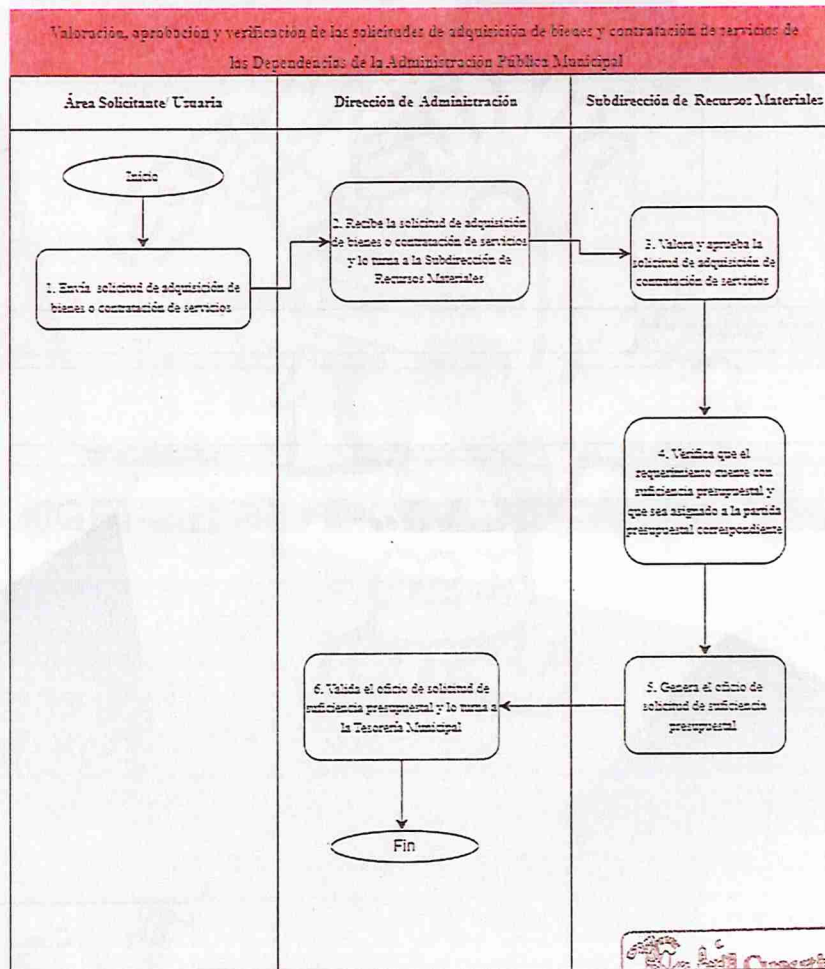 Valoración, aprobación y verificación de las solicitudes de adquisición de bienes y contratación de servicios de
las Dependencias de la Administración Pública Municipal
Área Solicitante/ Usuaria
Dirección de Administración
Subdirección de Recursos Materiales
Inicio
1. Envía solicitud de adquisición de
bienes o contratación de servicios
2. Recibe la solicitud de adquisición
de bienes o contratación de servicios
y lo turna a la Subdirección de
Recursos Materiales
3. Valora y aprueba la
solicitud de adquisición de
contratación de servicios
4. Verifica que el
requerimiento cuente con
suficiencia presupuestal y
que sea asignado a la partida
presupuestal correspondiente
5. Genera el oficio de
solicitud de suficiencia
presupuestal
6. Valida el oficio de solicitud de
suficiencia presupuestal y lo turna a
la Tesorería Municipal
Fin